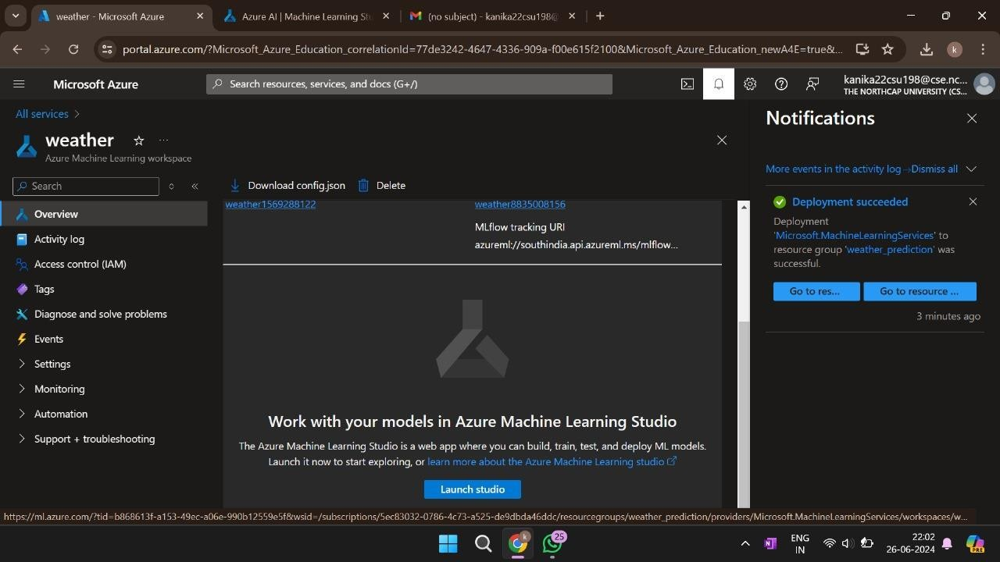 weather - Microsoft Azure
Azure AI | Machine Learning Stu
(no subject) - kanika22csu198@
portal.azure.com/?Microsoft_Azure_Education_correlationId=77de3242-4647-4336-909a-f00e615f2100&Microsoft_Azure_Education_newA4E=true&...
k
Microsoft Azure
Search resources, services, and docs (G+/)
kanika22csu198@cse.nc...
THE NORTHCAP UNIVERSITY (CS...
All services
weather
Azure Machine Learning workspace
Search
Overview
Activity log
Access control (IAM)
Tags
Diagnose and solve problems
Events
Settings
Monitoring
Automation
Support + troubleshooting
Download config.json
Delete
weather1569288122
weather8835008156
MLflow tracking URI
azureml://southindia.api.azureml.ms/mlflow...
Work with your models in Azure Machine Learning Studio
The Azure Machine Learning Studio is a web app where you can build, train, test, and deploy ML models.
Launch it now to start exploring, or learn more about the Azure Machine Learning studio
Launch studio
Notifications
More events in the activity log → Dismiss all
Deployment succeeded
Deployment
'Microsoft.MachineLearningServices' to
resource group 'weather_prediction' was
successful.
Go to res...
Go to resource ...
3 minutes ago
https://ml.azure.com/?tid=b868613f-a153-49ec-a06e-990b12559e5f&wsid=/subscriptions/5ec83032-0786-4c73-a525-de9dbda46ddc/resourcegroups/weather_prediction/providers/Microsoft.MachineLearningServices/workspaces/w...
k
25
N
ENG
IN
22:02
26-06-2024
PRE